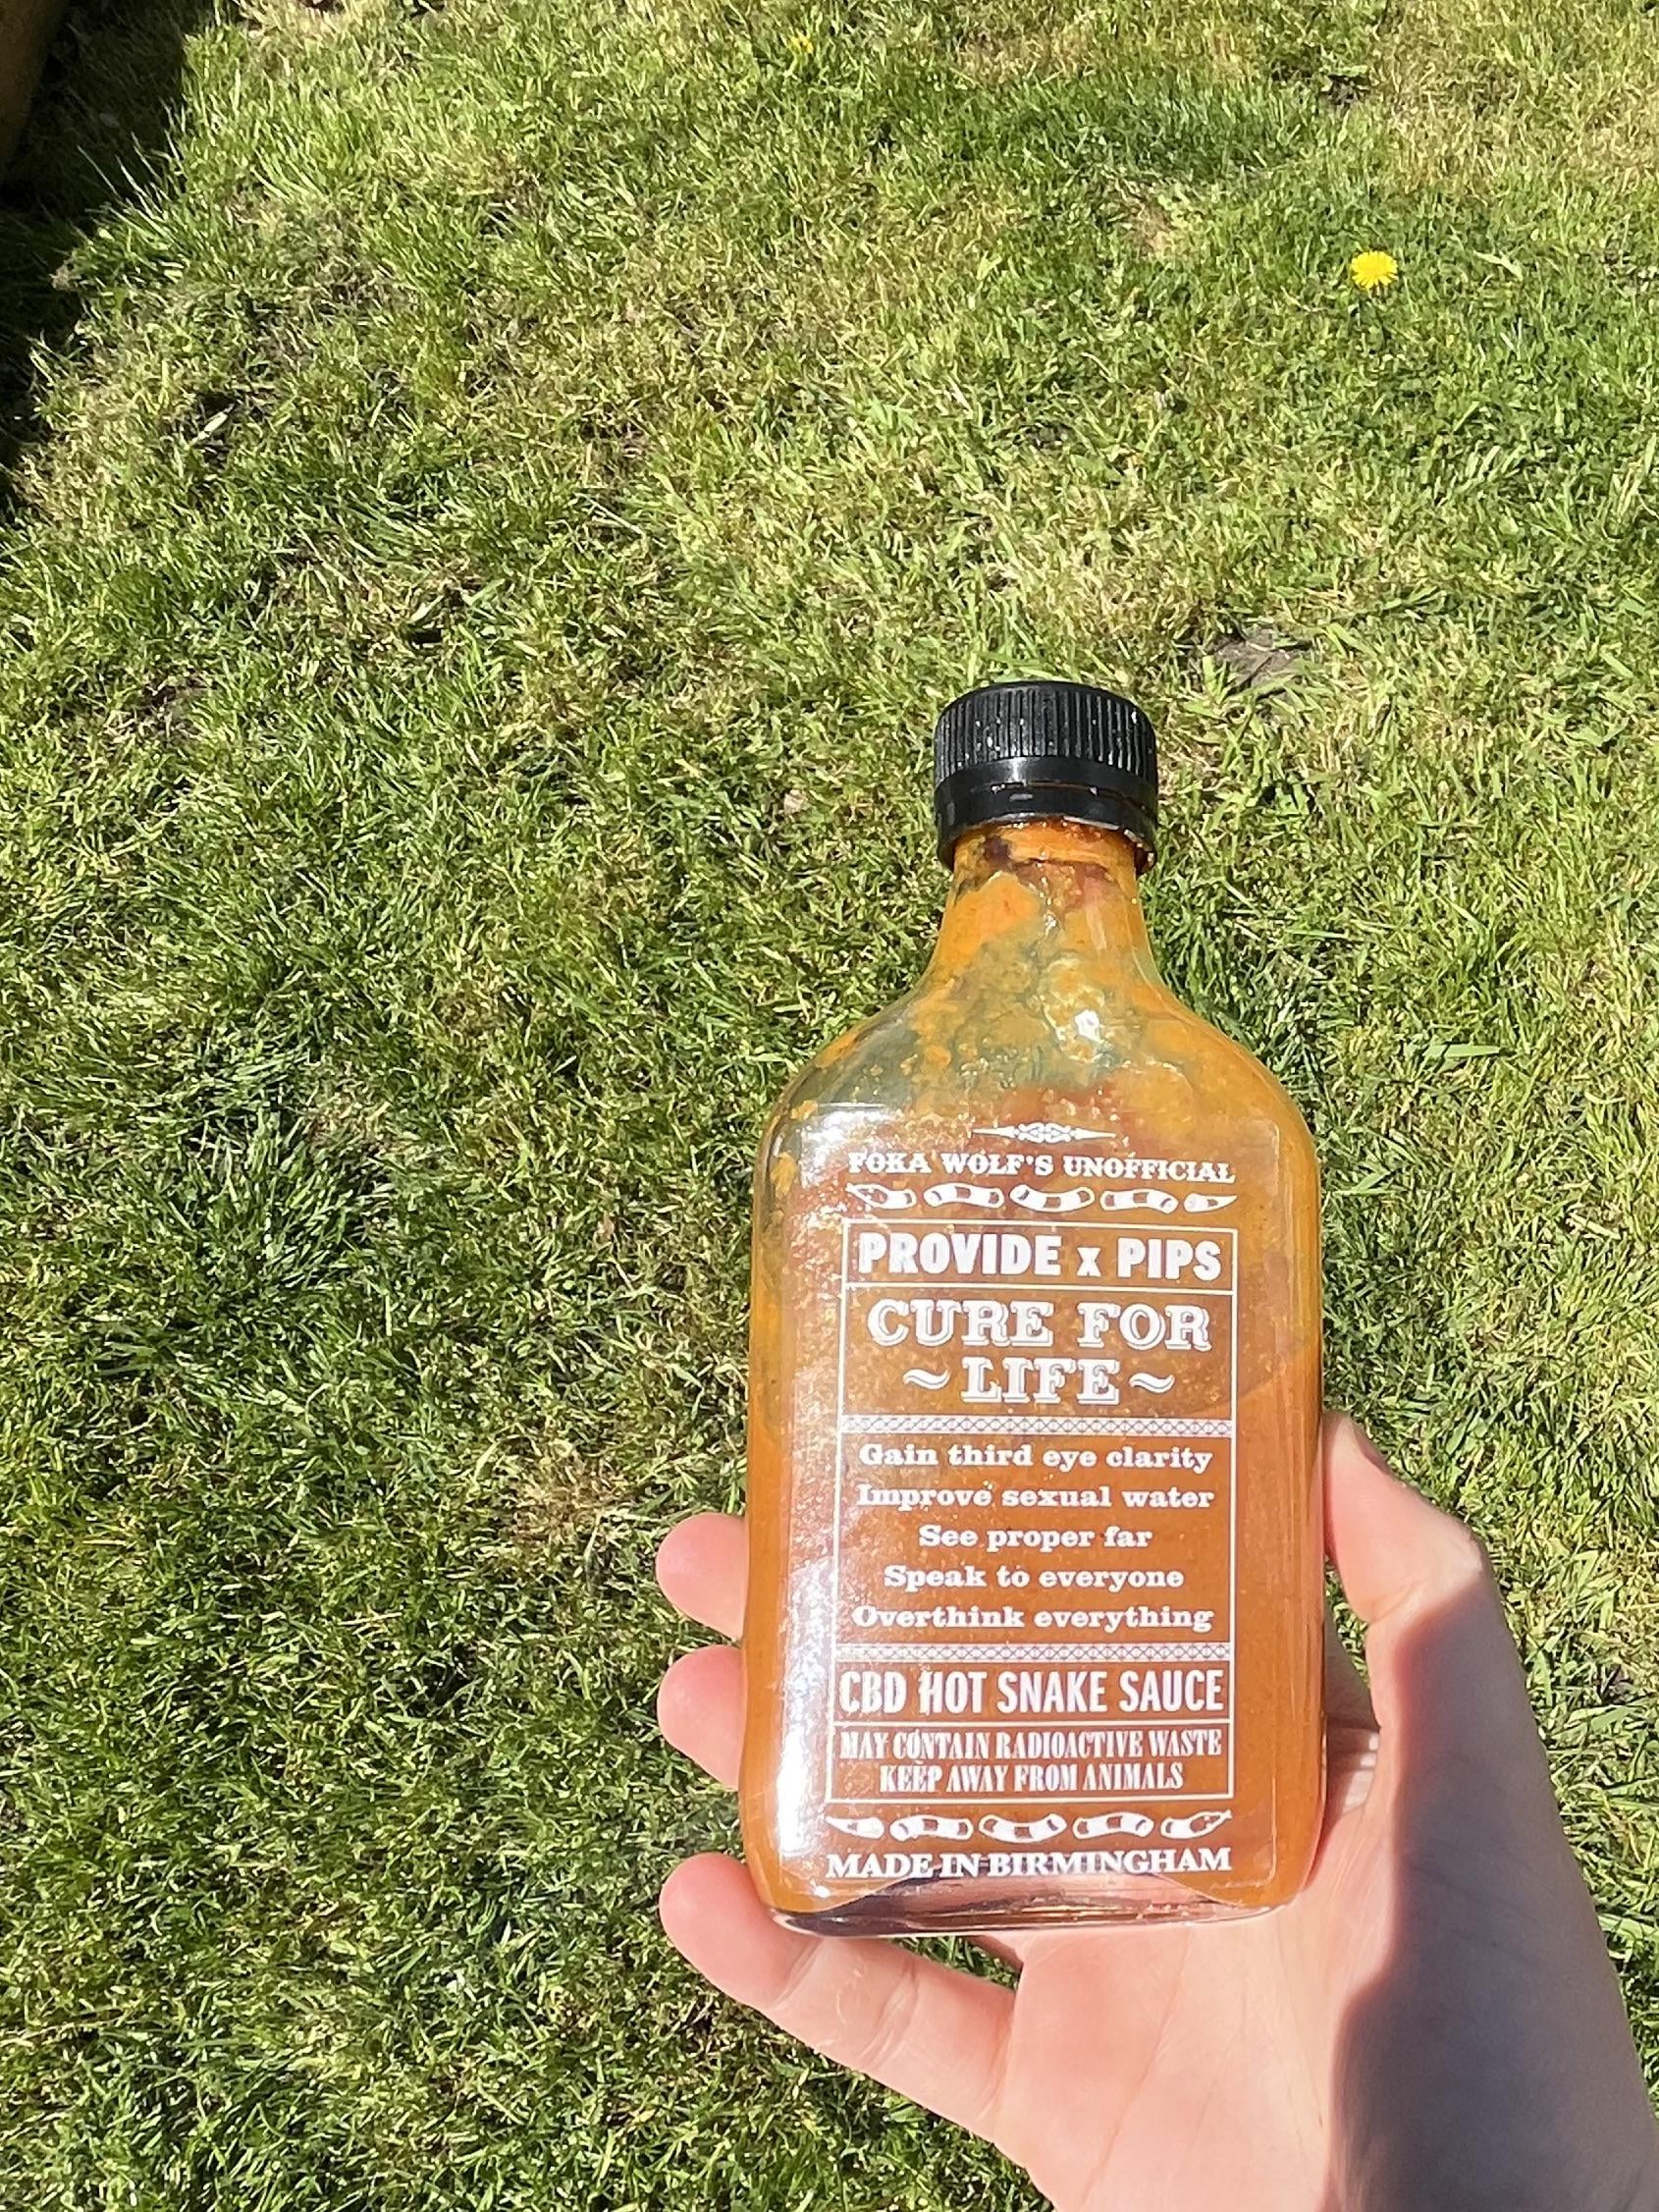 FOKA WOLF'S UNOFFICIAL
PROVIDE x PIPS
CURE FOR
~ LIFE ~
Gain third eye clarity
Improve sexual water
See proper far
Speak to everyone
Overthink everything
CBD HOT SNAKE SAUCE
MAY CONTAIN RADIOACTIVE WASTE
KEEP AWAY FROM ANIMALS
MADE IN BIRMINGHAM